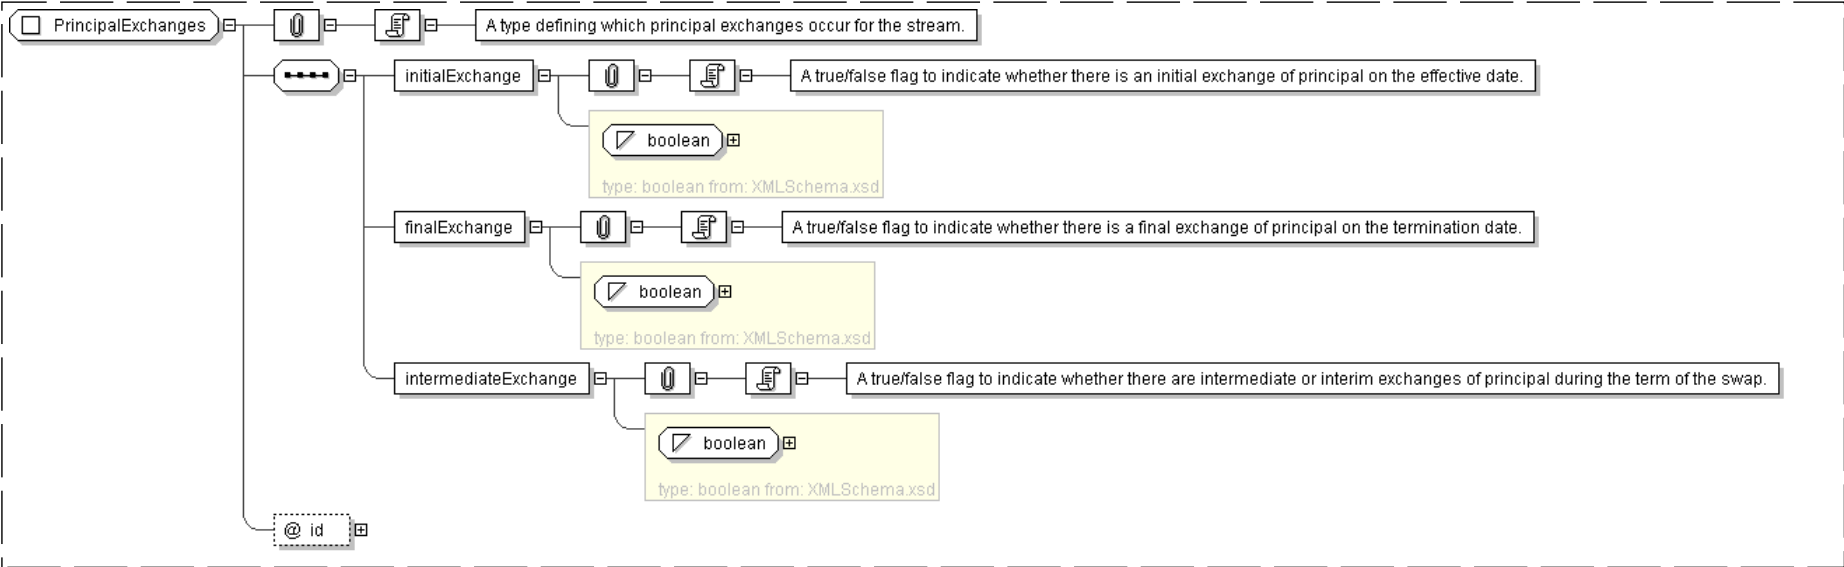 PrincipalExchanges
A type defining which principal exchanges occur for the stream.
initialExchange
A true/false flag to indicate whether there is an initial exchange of principal on the effective date.
boolean
type: boolean from: XMLSchema.xsd
finalExchange
A true/false flag to indicate whether there is a final exchange of principal on the termination date.
boolean
type: boolean from: XMLSchema.xsd
intermediateExchange
A true/false flag to indicate whether there are intermediate or interim exchanges of principal during the term of the swap.
boolean
type: boolean from: XMLSchema.xsd
@ id